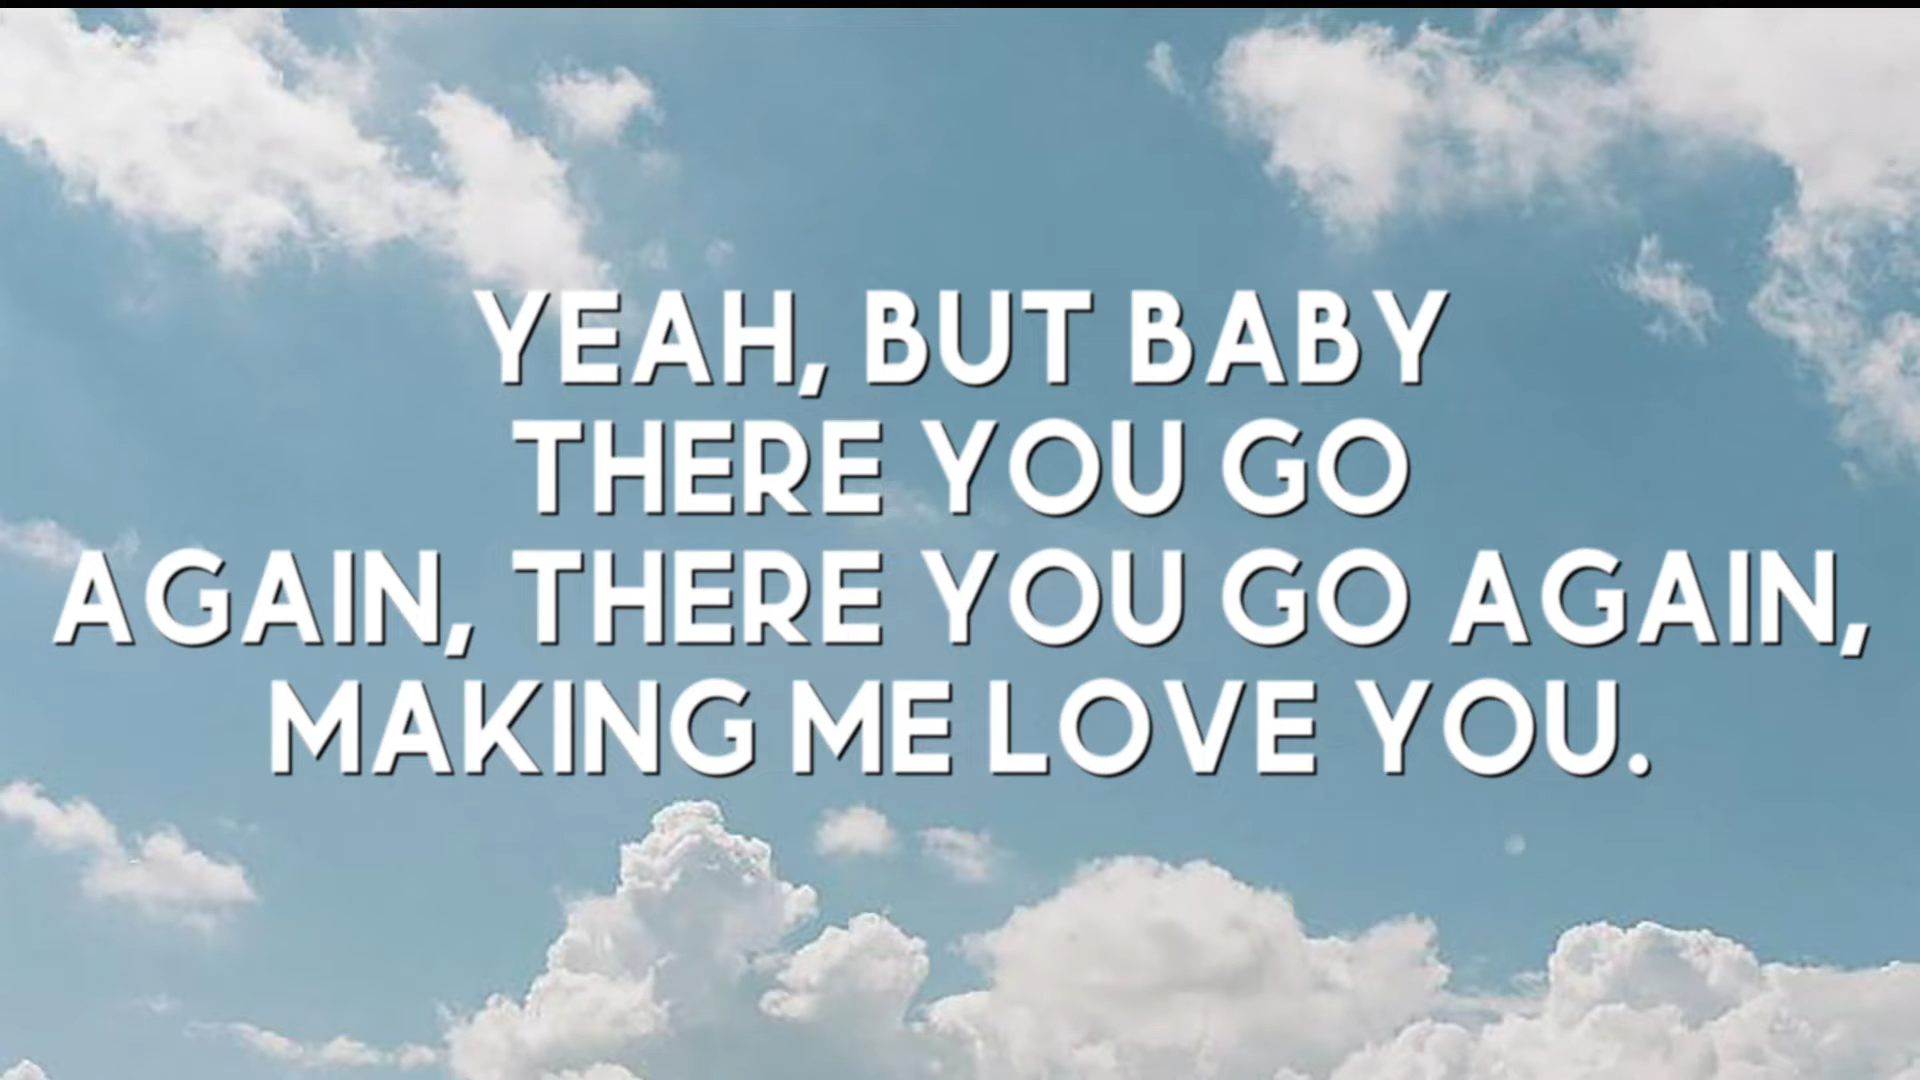 YEAH, BUT BABY
THERE YOU GO
AGAIN, THERE YOU GO AGAIN,
MAKING ME LOVE YOU.